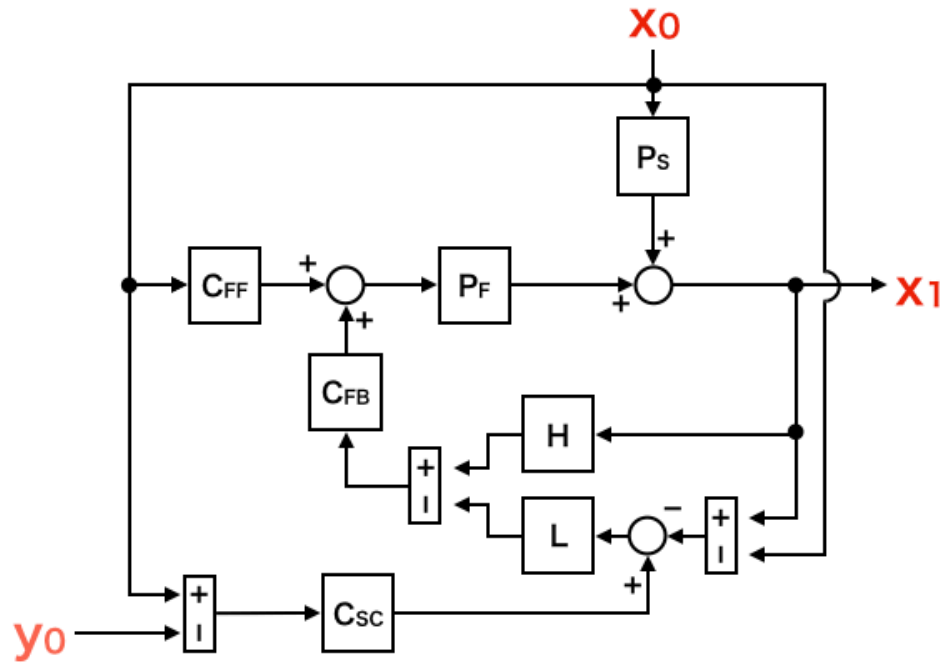 x0
PS
+
CFF
+
PF
+
x1
+
CFB
H
+
−
L
−
+
−
+
+
−
CSC
y0